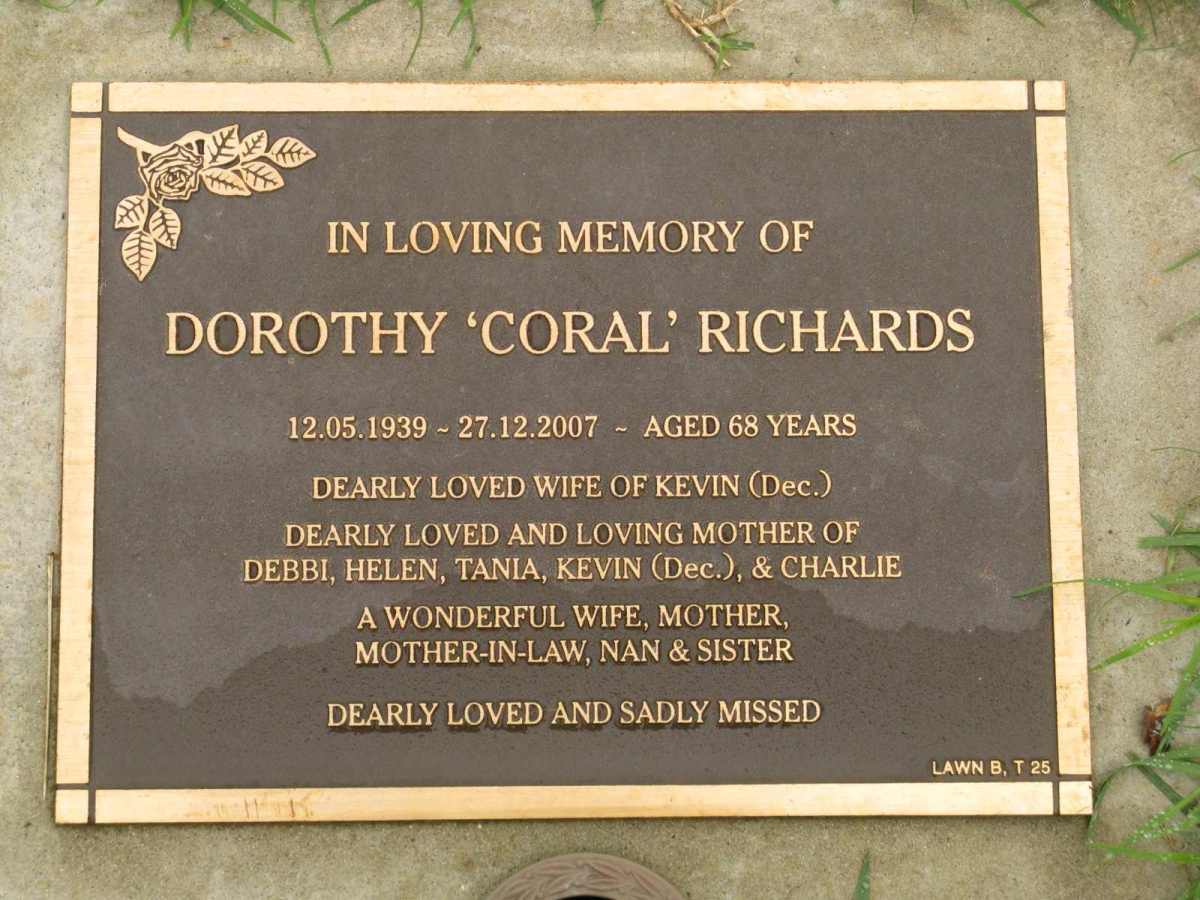 IN LOVING MEMORY OF
DOROTHY ‘CORAL’ RICHARDS
12.05.1939 ~ 27.12.2007 ~ AGED 68 YEARS
DEARLY LOVED WIFE OF KEVIN (Dec.)
DEARLY LOVED AND LOVING MOTHER OF
DEBBI, HELEN, TANIA, KEVIN (Dec.), & CHARLIE
A WONDERFUL WIFE, MOTHER,
MOTHER-IN-LAW, NAN & SISTER
DEARLY LOVED AND SADLY MISSED
LAWN B, T 25